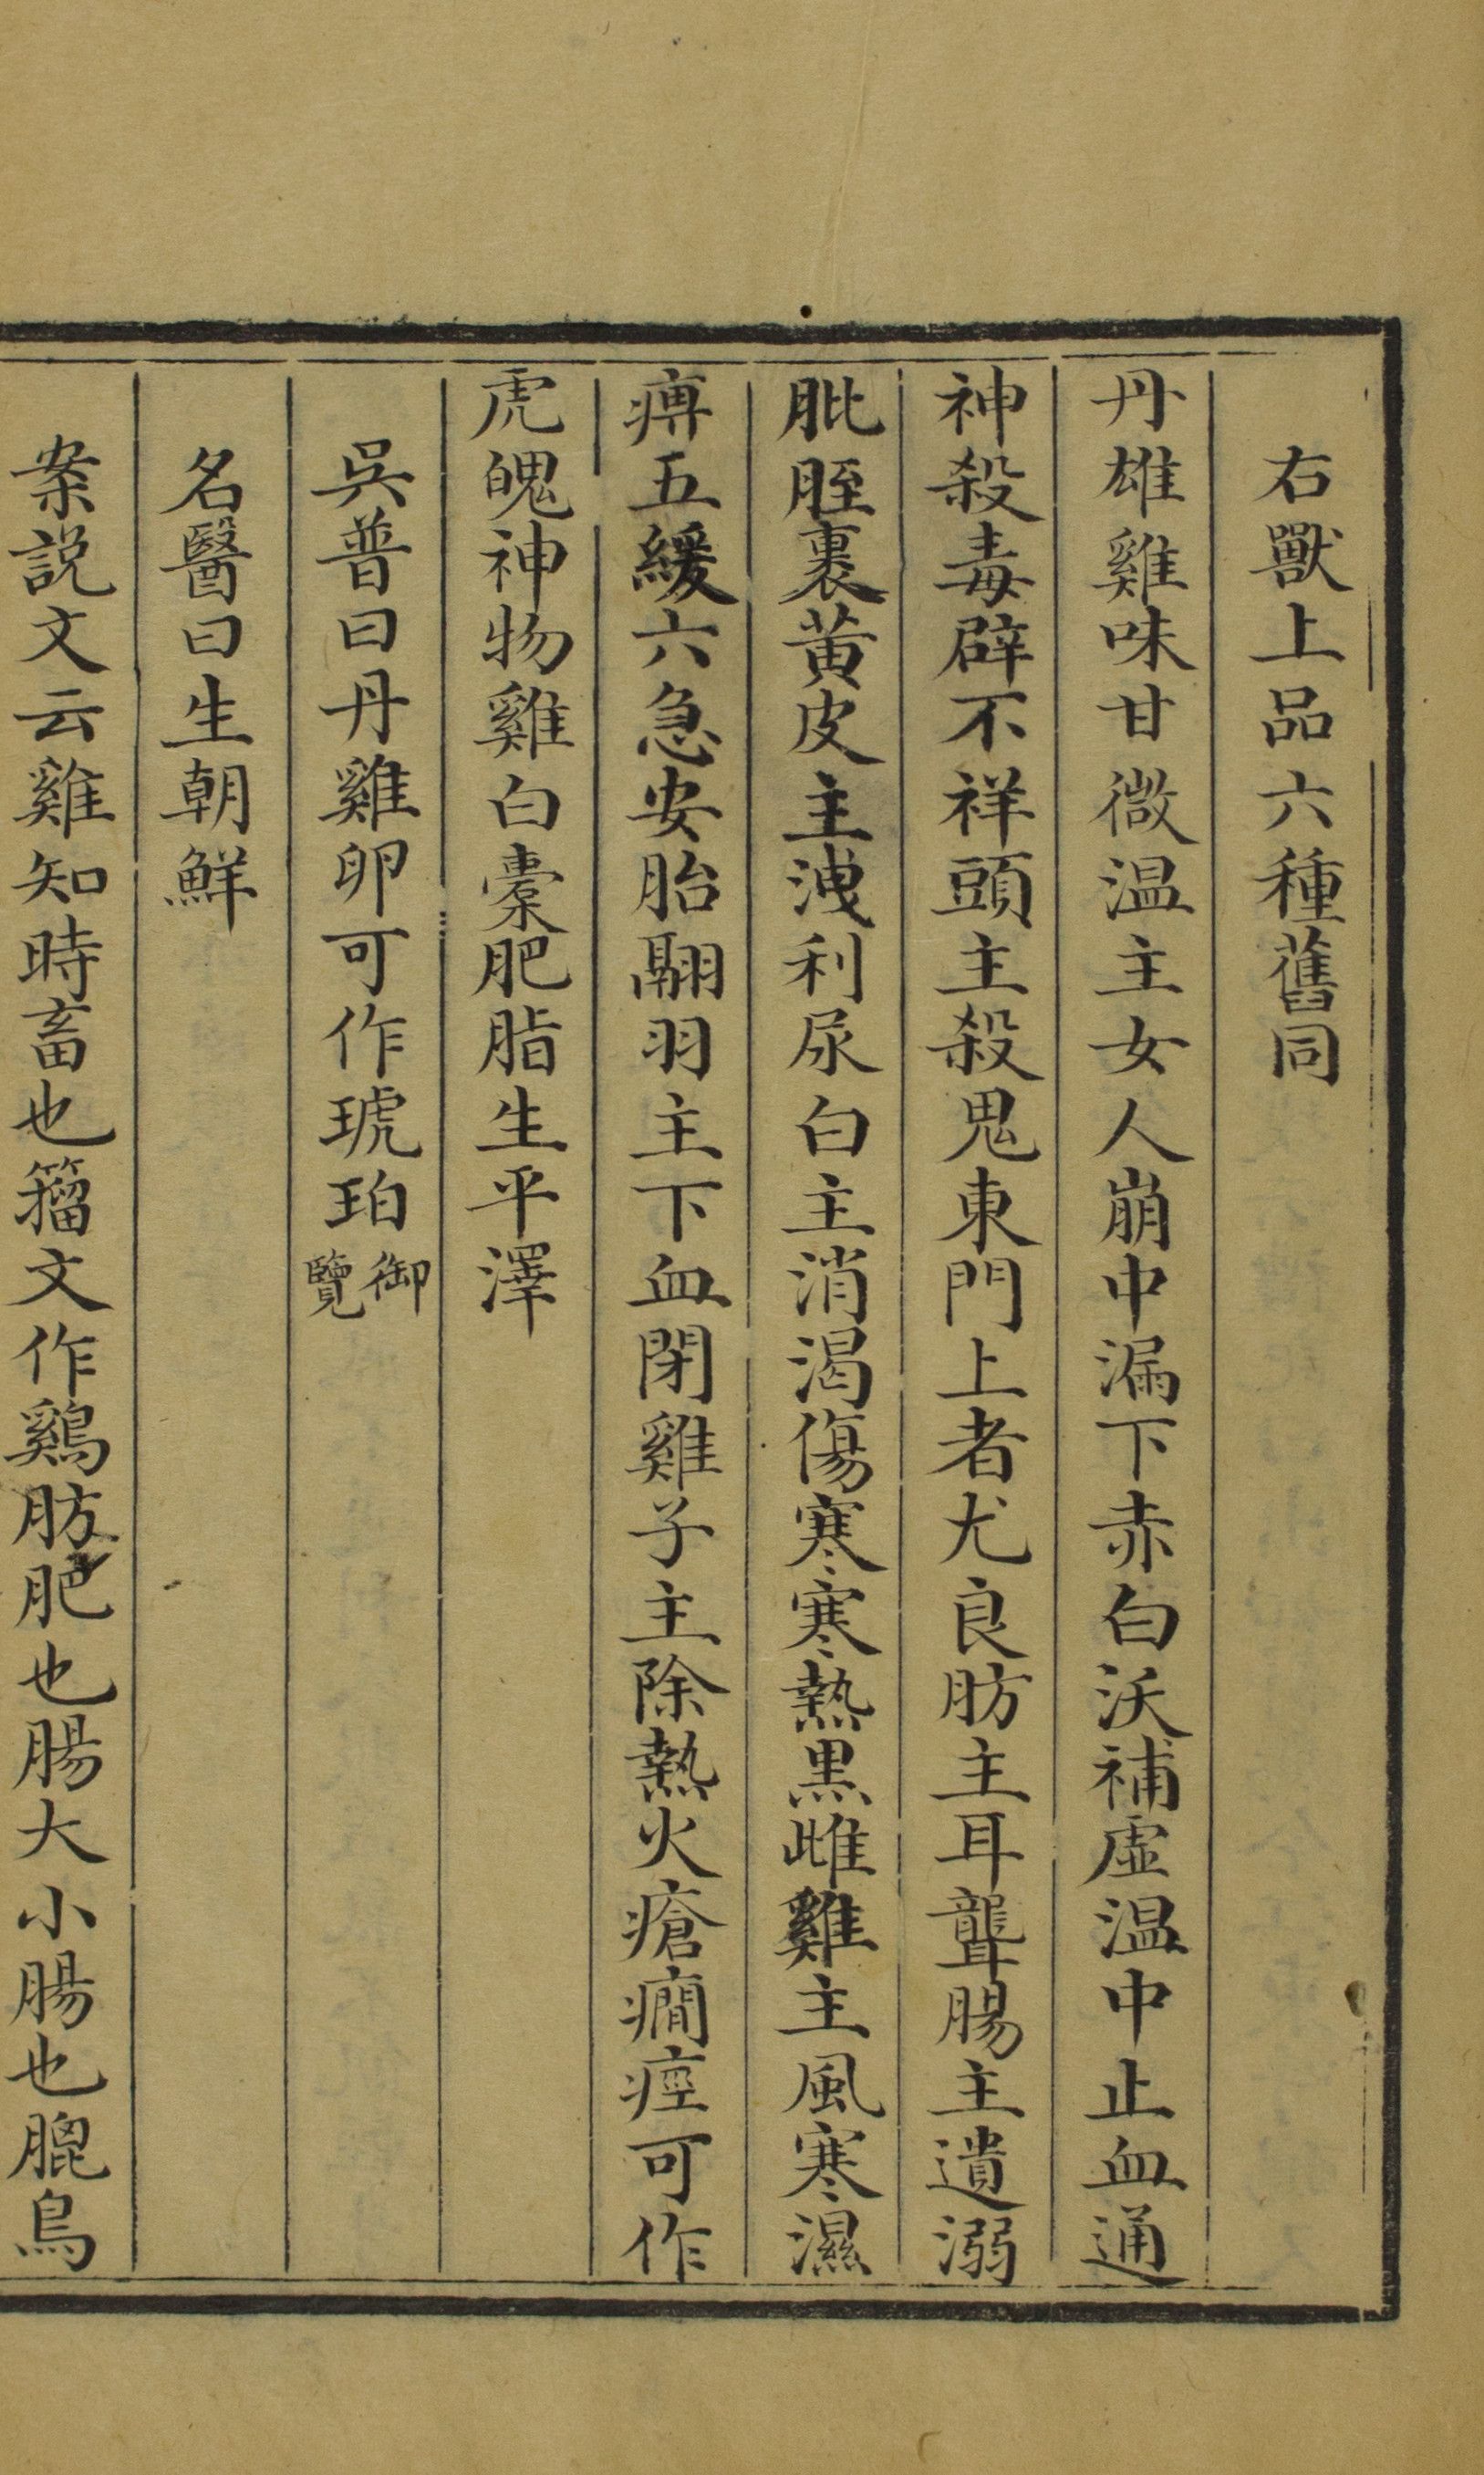 右獸上品六種舊同
丹雄雞味甘微温主女人崩中漏下赤白沃補虛温中止血通
神殺毒辟不祥頭主殺鬼東門上者尤良肪主耳聾腸主遺溺
肶胵裏黃皮主洩利尿白主消渴傷寒寒熱黑雌雞主風寒濕
痹五緩六急安胎翮羽主下血閉雞子主除熱火瘡癇痙可作
虎魄神物雞白橐肥脂生平澤
吳普曰丹雞卵可作琥珀御覽
名醫曰生朝鮮
案説文云雞知時畜也籀文作鷄肪肥也腸大小腸也膍鳥